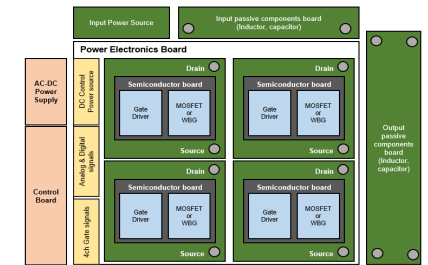 Input Power Source
Input passive components board
(Inductor, capacitor)
Power Electronics Board
AC-DC
Power
Supply
Control
Board
DC Control
Power source
Analog & Digital
signals
4ch Gate signals
Drain
Semiconductor board
Gate
Driver
MOSFET
or
WBG
Source
Drain
Semiconductor board
Gate
Driver
MOSFET
or
WBG
Source
Drain
Semiconductor board
Gate
Driver
MOSFET
or
WBG
Source
Drain
Semiconductor board
Gate
Driver
MOSFET
or
WBG
Source
Output
passive
components
board
(Inductor,
capacitor)